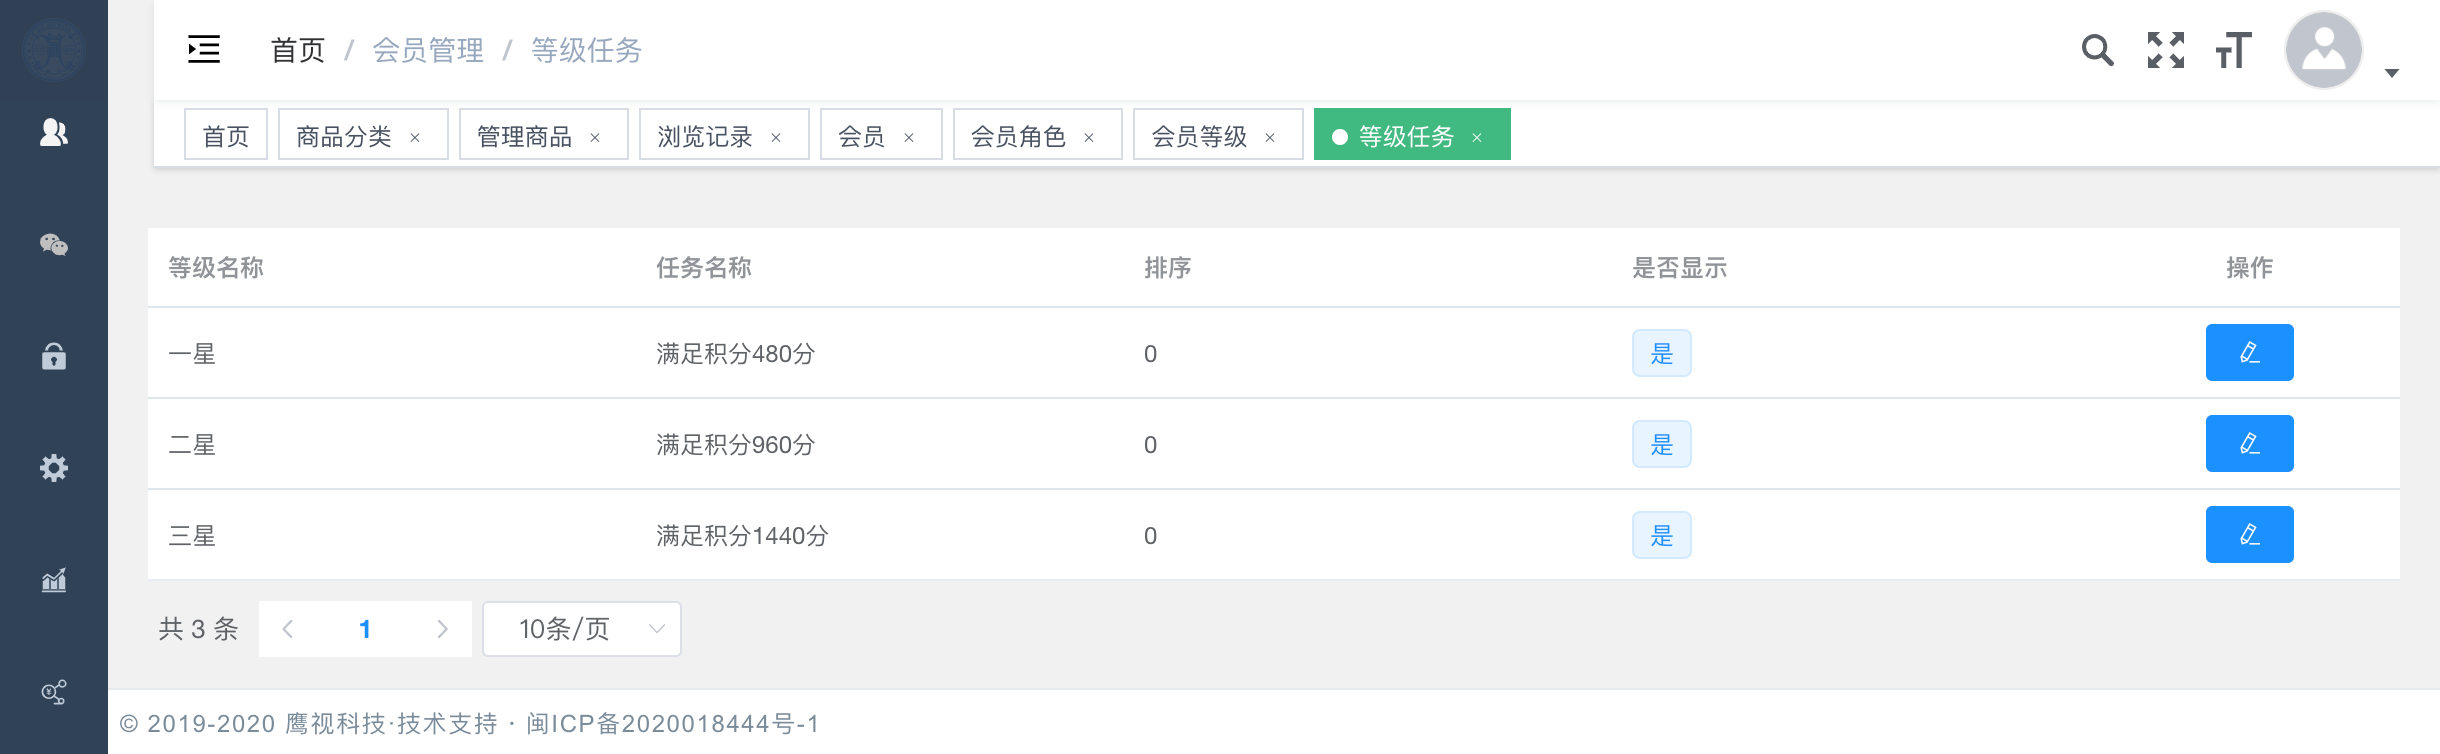 首页 / 会员管理 / 等级任务
首页 商品分类 × 管理商品 × 浏览记录 × 会员 × 会员角色 × 会员等级 × 等级任务 ×
等级名称 任务名称 排序 是否显示 操作
一星 满足积分480分 0 是
二星 满足积分960分 0 是
三星 满足积分1440分 0 是
共 3 条 1 10条/页
© 2019-2020 鹰视科技·技术支持 · 闽ICP备2020018444号-1